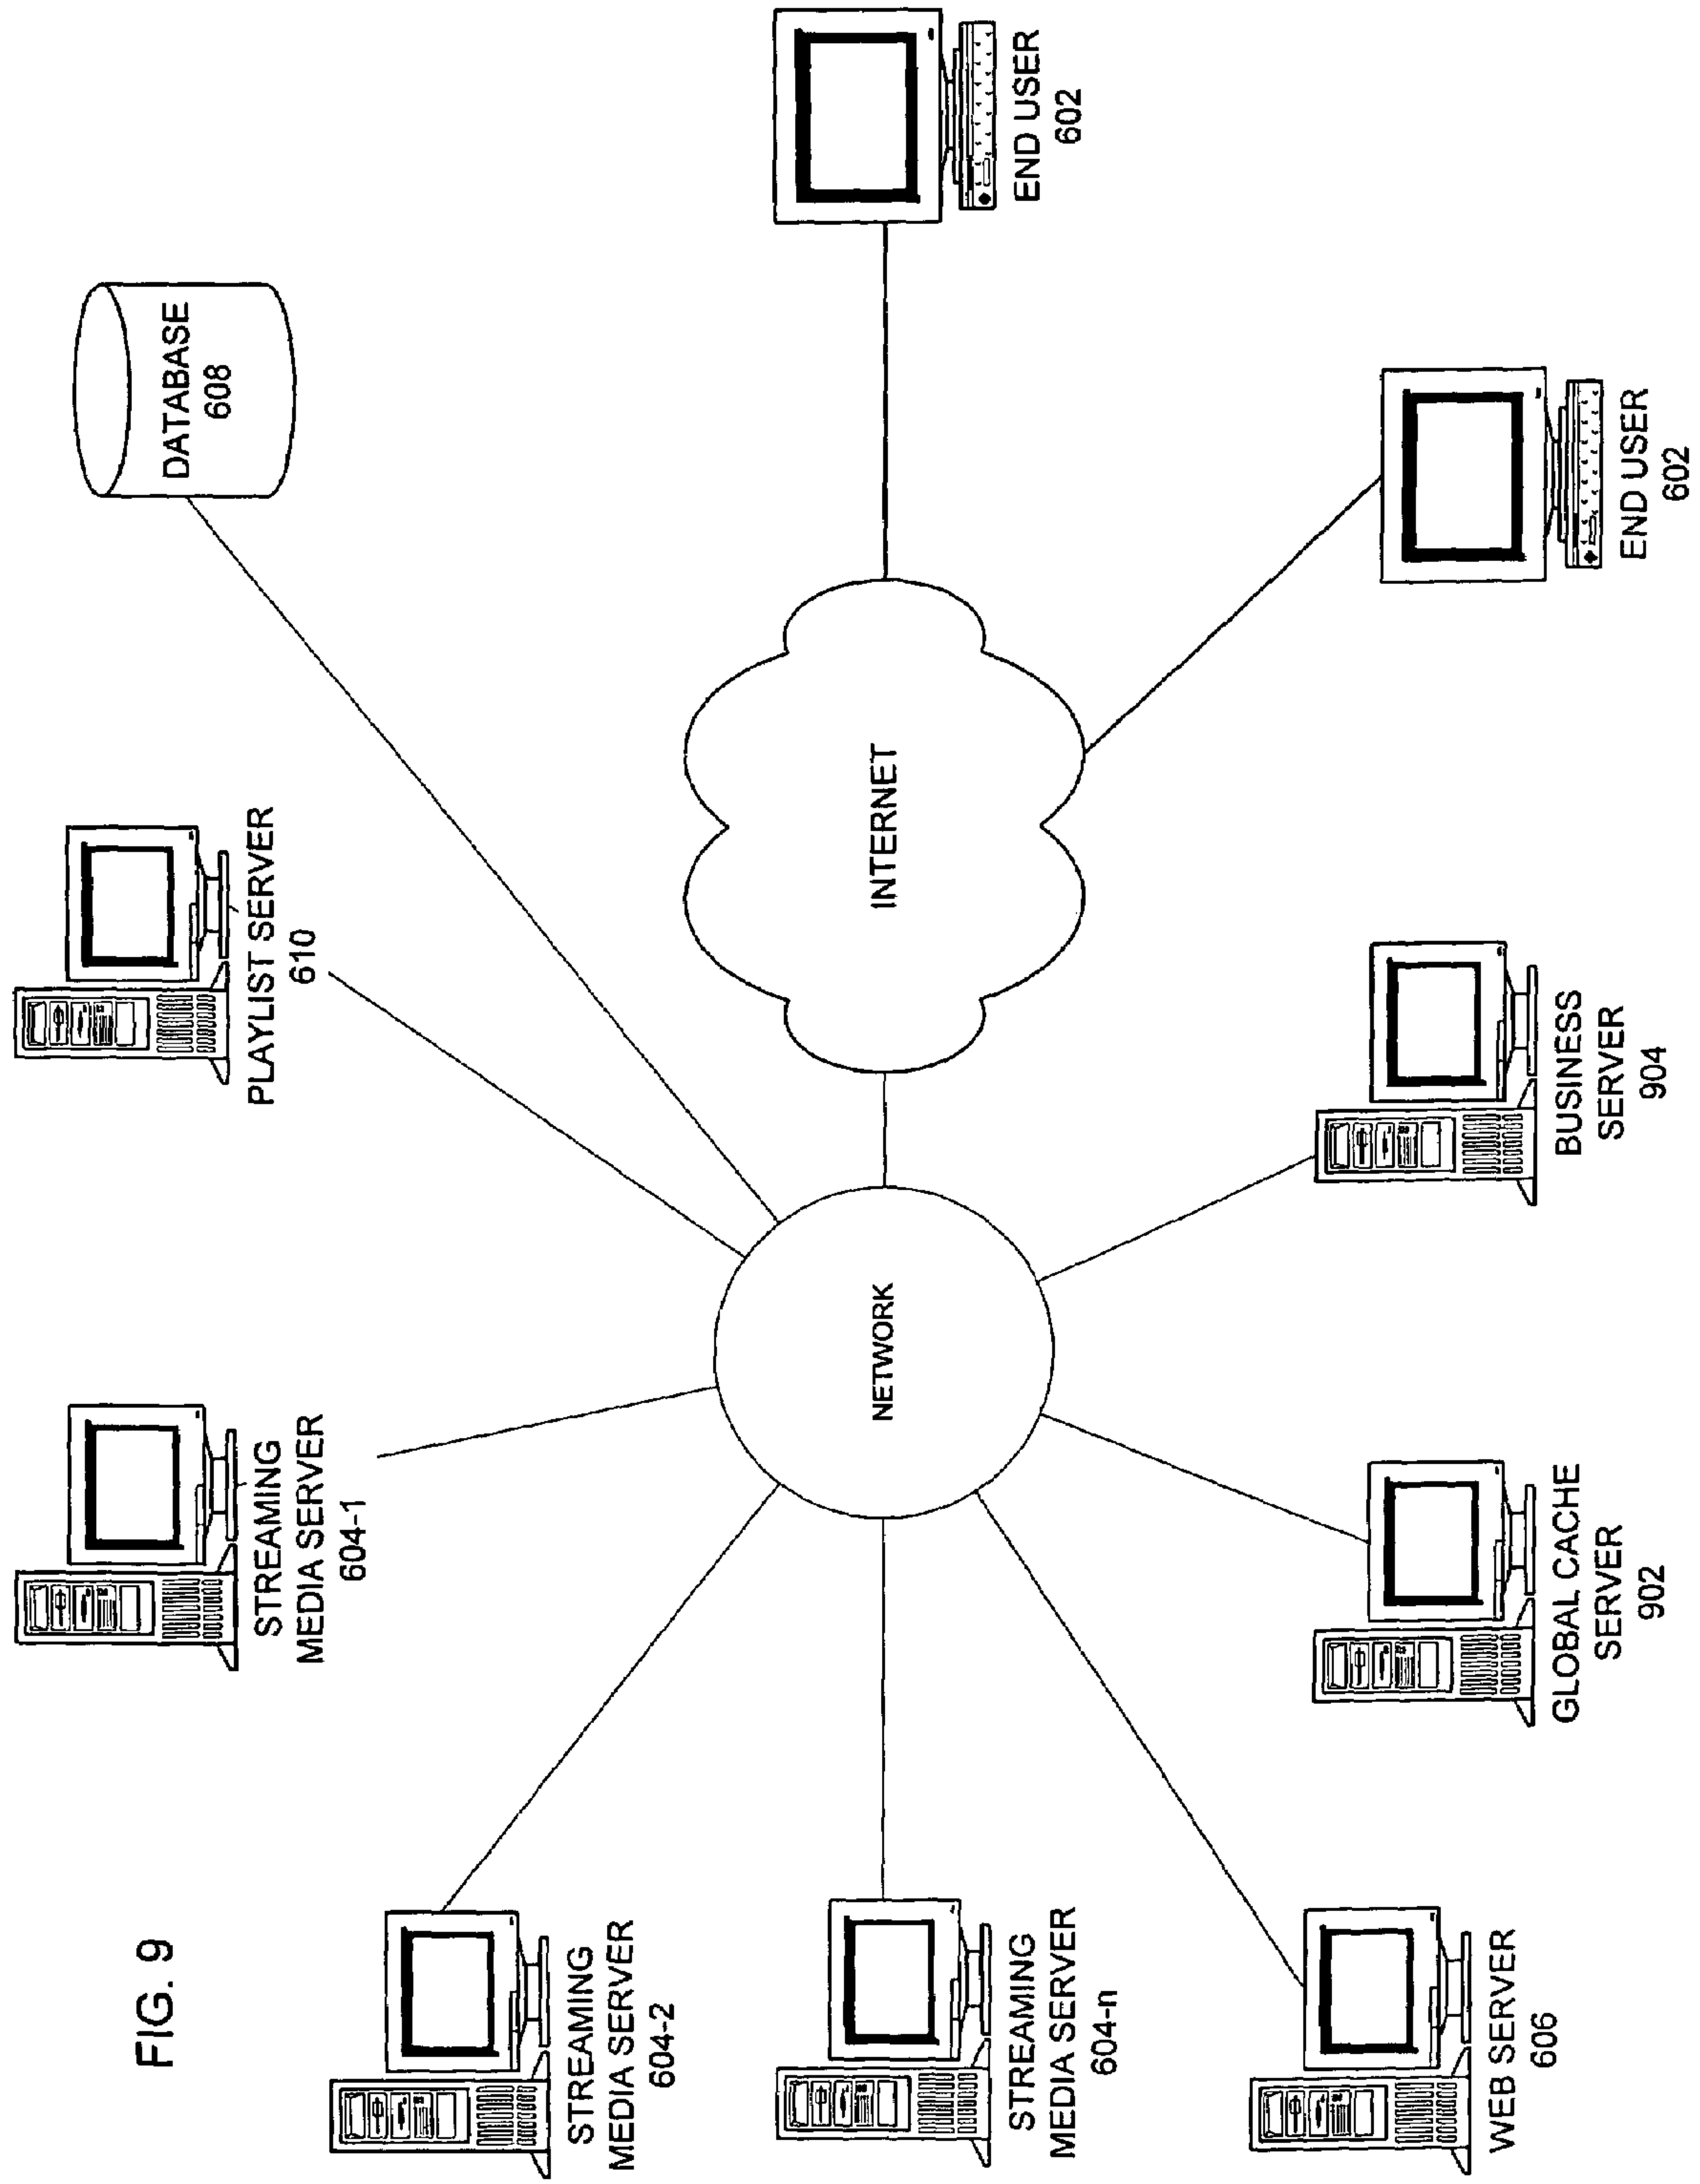 FIG. 9
STREAMING
MEDIA SERVER
604-1
PLAYLIST SERVER
610
DATABASE
608
STREAMING
MEDIA SERVER
604-2
STREAMING
MEDIA SERVER
604-n
NETWORK
INTERNET
END USER
602
WEB SERVER
606
GLOBAL CACHE
SERVER
902
BUSINESS
SERVER
904
END USER
602